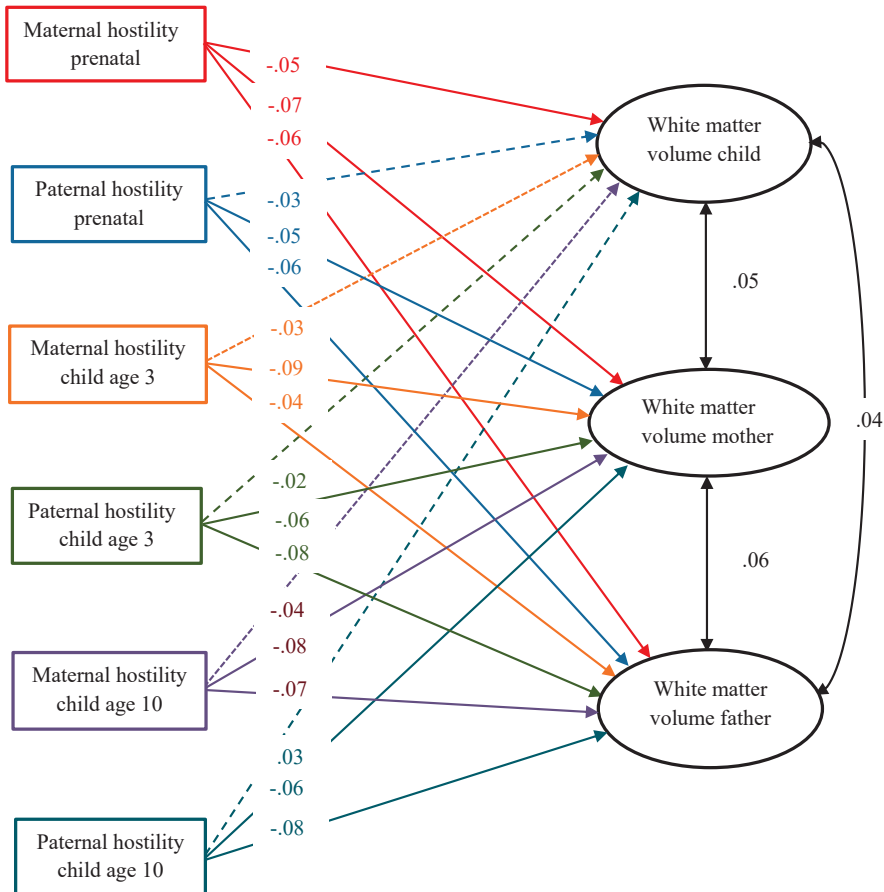 Maternal hostility
prenatal
-.05
-.07
-.06
White matter
volume child
Paternal hostility
prenatal
-.03
-.05
-.06
.05
Maternal hostility
child age 3
-.03
-.09
-.04
White matter
volume mother
.04
Paternal hostility
child age 3
-.02
-.06
-.08
.06
Maternal hostility
child age 10
-.04
-.08
-.07
White matter
volume father
Paternal hostility
child age 10
.03
-.06
-.08